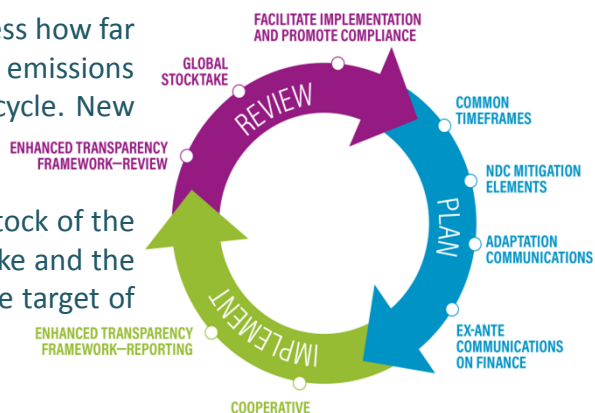 ess how far
emissions
cycle. New
tock of the
ke and the
e target of
FACILITATE IMPLEMENTATION
AND PROMOTE COMPLIANCE
GLOBAL
STOCKTAKE
ENHANCED TRANSPARENCY
FRAMEWORK—REVIEW
REVIEW
COMMON
TIMEFRAMES
NDC MITIGATION
ELEMENTS
PLAN
ADAPTATION
COMMUNICATIONS
EX-ANTE
COMMUNICATIONS
ON FINANCE
IMPLEMENT
ENHANCED TRANSPARENCY
FRAMEWORK—REPORTING
COOPERATIVE